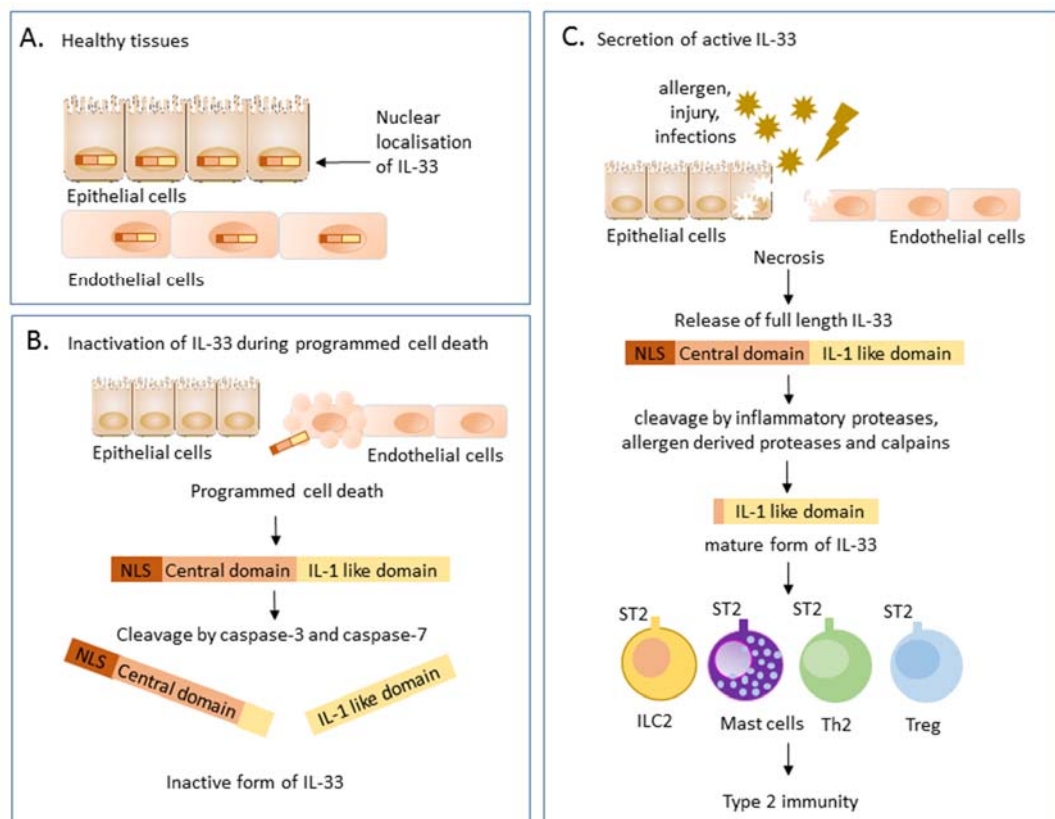 A. Healthy tissues
Nuclear
localisation
of IL-33
Epithelial cells
Endothelial cells
B. Inactivation of IL-33 during programmed cell death
Epithelial cells
Endothelial cells
Programmed cell death
NLS Central domain IL-1 like domain
Cleavage by caspase-3 and caspase-7
NLS Central domain
IL-1 like domain
Inactive form of IL-33
C. Secretion of active IL-33
allergen,
injury,
infections
Epithelial cells
Endothelial cells
Necrosis
Release of full length IL-33
NLS Central domain IL-1 like domain
cleavage by inflammatory proteases,
allergen derived proteases and calpains
IL-1 like domain
mature form of IL-33
ST2 ST2 ST2 ST2
ILC2 Mast cells Th2 Treg
Type 2 immunity